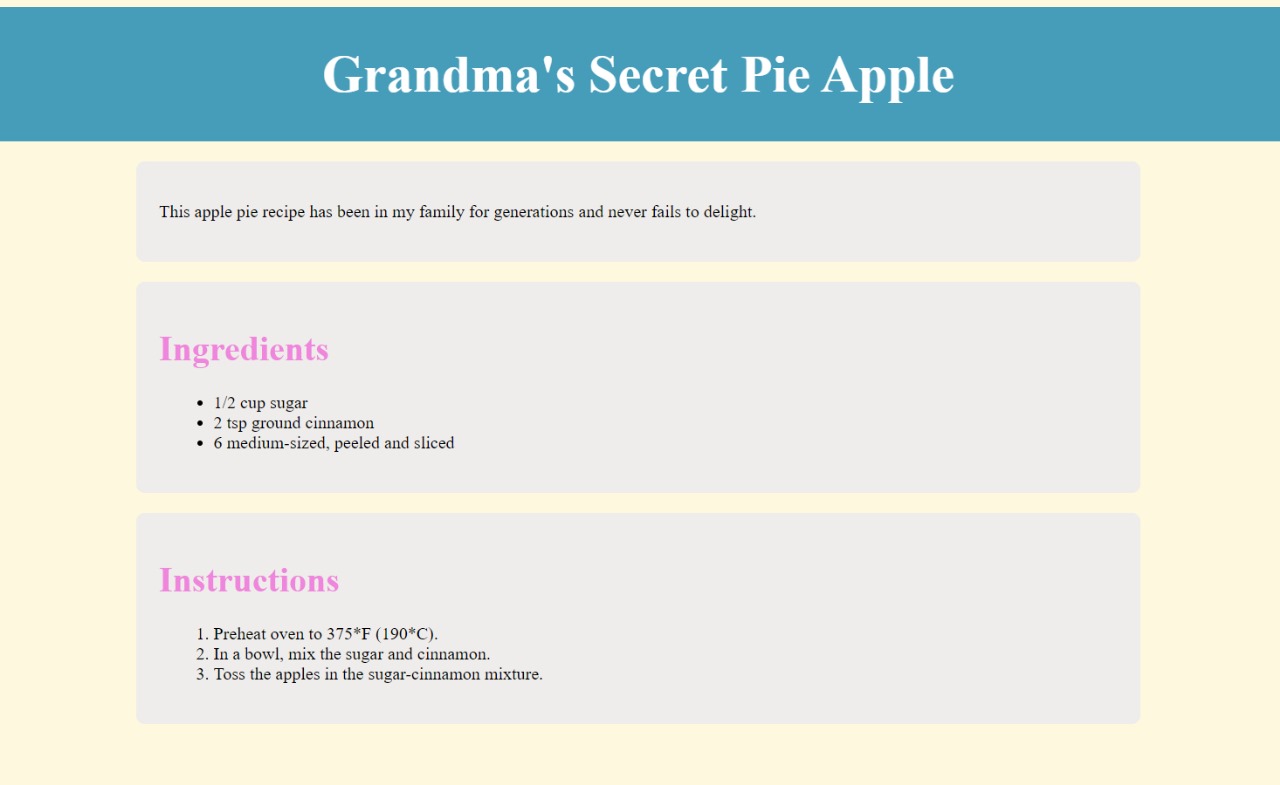 Grandma's Secret Pie Apple
This apple pie recipe has been in my family for generations and never fails to delight.
Ingredients
• 1/2 cup sugar
• 2 tsp ground cinnamon
• 6 medium-sized, peeled and sliced
Instructions
1. Preheat oven to 375*F (190*C).
2. In a bowl, mix the sugar and cinnamon.
3. Toss the apples in the sugar-cinnamon mixture.